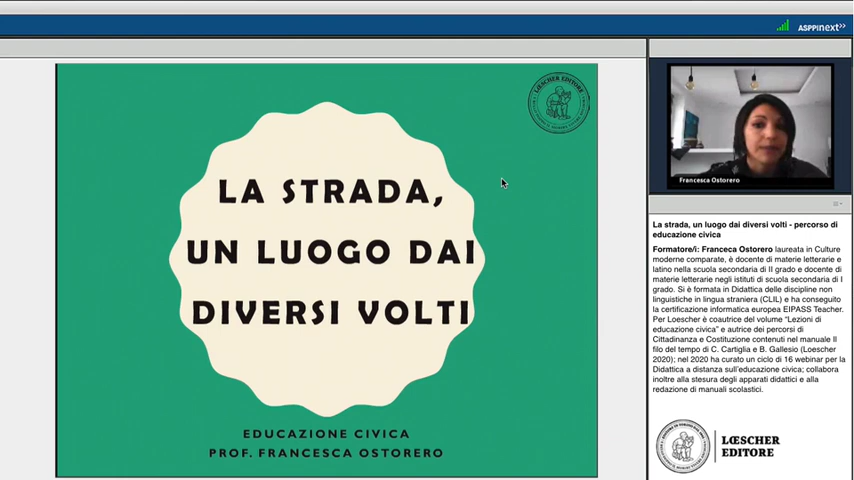 ASPPInext>>
LŒSCHER EDITORE
LA STRADA,
UN LUOGO DAI
DIVERSI VOLTI
EDUCAZIONE CIVICA
PROF. FRANCESCA OSTORERO
Francesca Ostorero
La strada, un luogo dai diversi volti - percorso di
educazione civica
Formatore/i: Franceca Ostorero laureata in Culture
moderne comparate, è docente di materie letterarie e
latino nella scuola secondaria di II grado e docente di
materie letterarie negli istituti di scuola secondaria di I
grado. Si è formata in Didattica delle discipline non
linguistiche in lingua straniera (CLIL) e ha conseguito
la certificazione informatica europea EIPASS Teacher.
Per Loescher è coautrice del volume "Lezioni di
educazione civica" e autrice dei percorsi di
Cittadinanza e Costituzione contenuti nel manuale Il
filo del tempo di C. Cartiglia e B. Gallesio (Loescher
2020); nel 2020 ha curato un ciclo di 16 webinar per la
Didattica a distanza sull'educazione civica; collabora
inoltre alla stesura degli apparati didattici e alla
redazione di manuali scolastici.
LŒSCHER
EDITORE